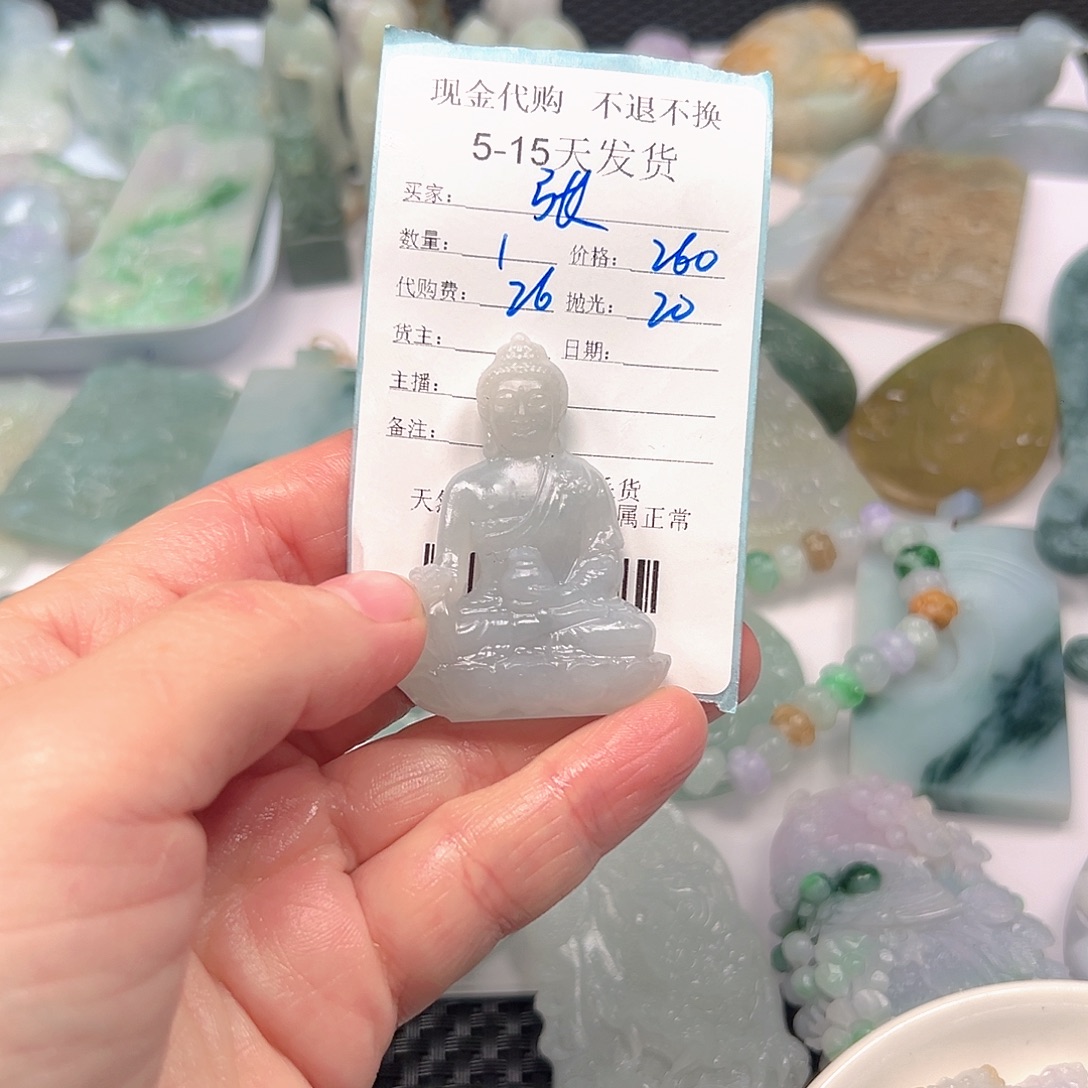 现金代购 不退不换
5-15天发货
买家: 张
数量: 1 价格: 260
代购费: 26 抛光: 20
货主: 日期:
主播:
备注:
天 货
属正常